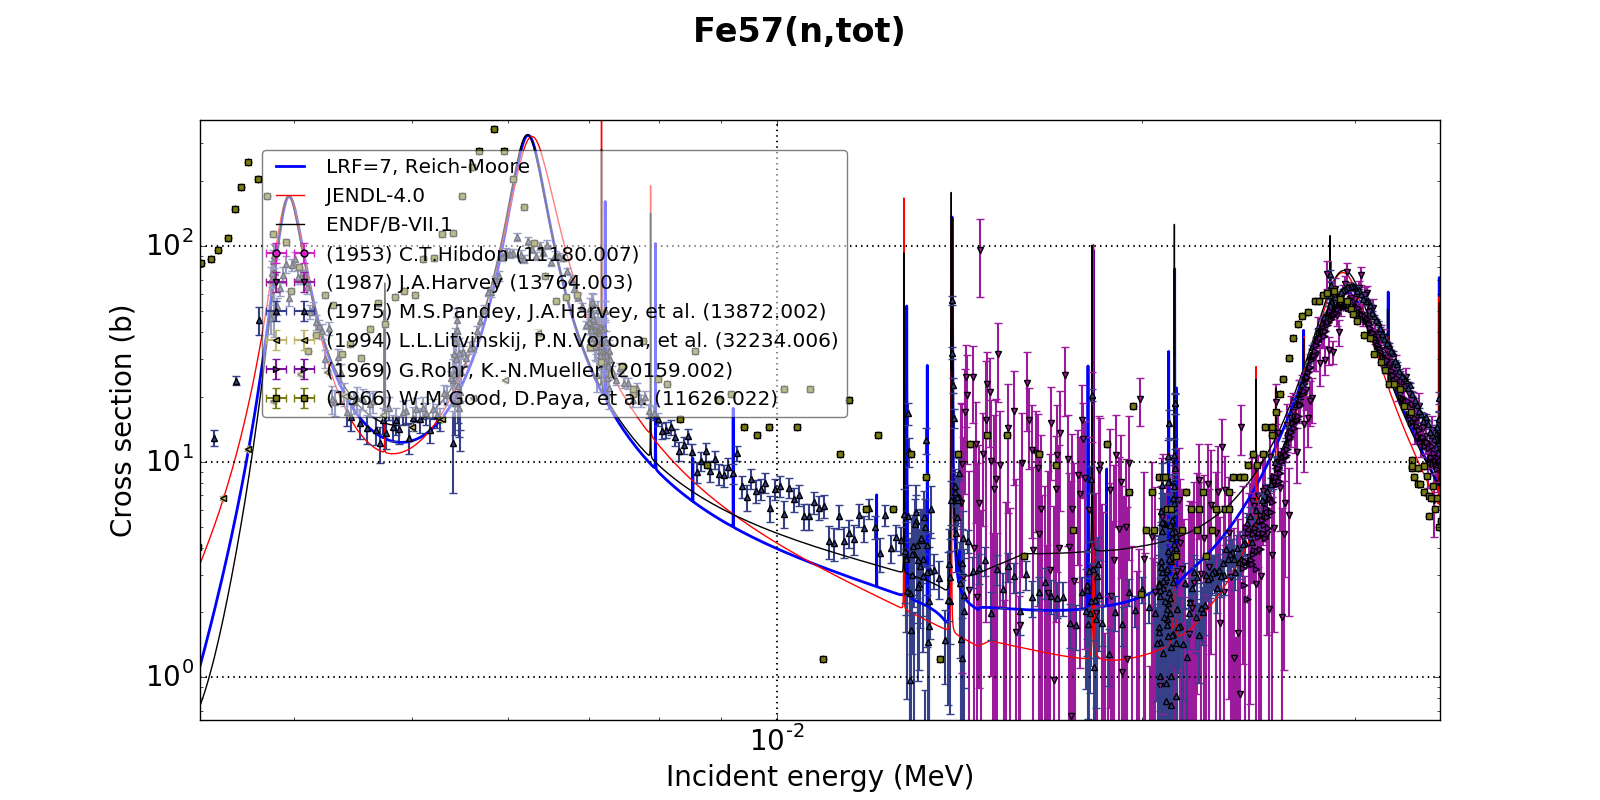 Fe57(n,tot)
LRF=7, Reich-Moore
JENDL-4.0
ENDF/B-VII.1
(1953) C.T.Hibdon (11180.007)
(1987) J.A.Harvey (13764.003)
(1975) M.S.Pandey, J.A.Harvey, et al. (13872.002)
(1994) L.L.Litvinskij, P.N.Vorona, et al. (32234.006)
(1969) G.Rohr, K.-N.Mueller (20159.002)
(1966) W.M.Good, D.Paya, et al. (11626.022)
Cross section (b)
10²
10¹
10⁰
10⁻²
Incident energy (MeV)